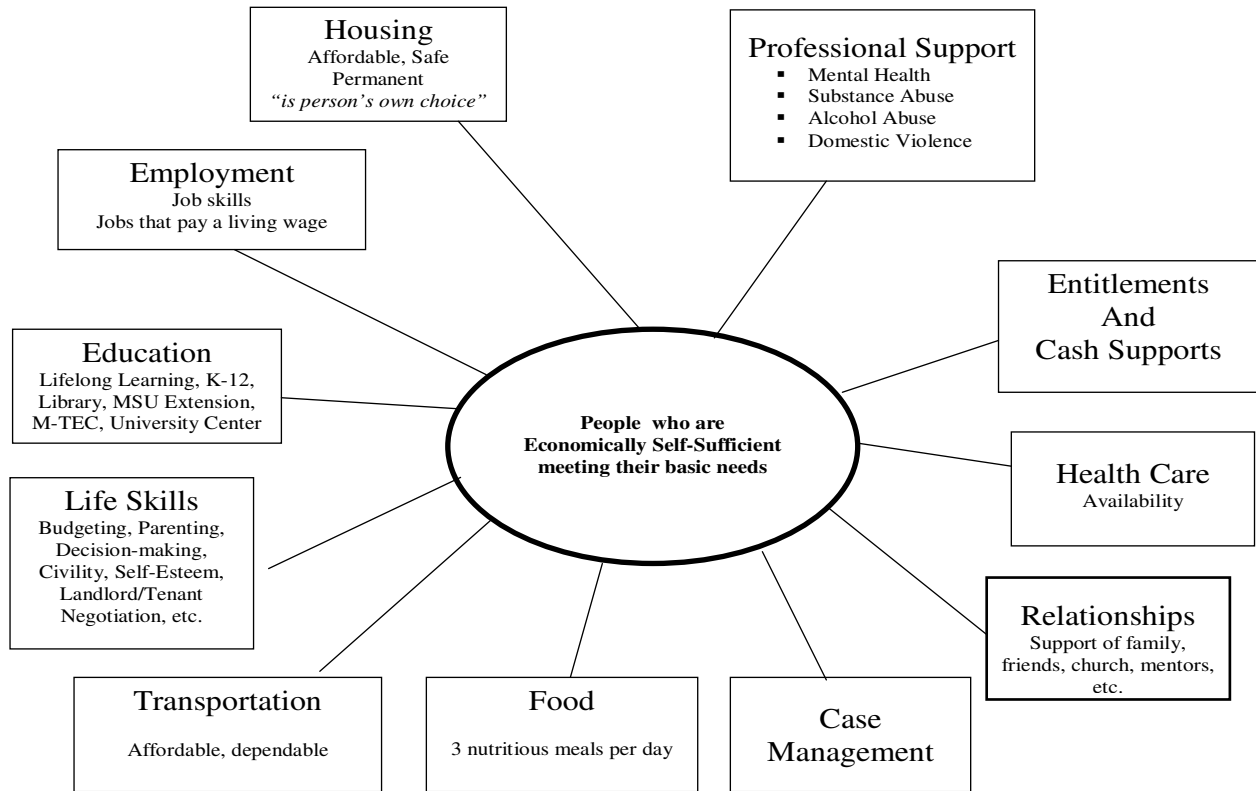 Housing
Affordable, Safe
Permanent
“is person’s own choice”
Professional Support
▪ Mental Health
▪ Substance Abuse
▪ Alcohol Abuse
▪ Domestic Violence
Employment
Job skills
Jobs that pay a living wage
Entitlements
And
Cash Supports
Education
Lifelong Learning, K-12,
Library, MSU Extension,
M-TEC, University Center
People who are
Economically Self-Sufficient
meeting their basic needs
Health Care
Availability
Life Skills
Budgeting, Parenting,
Decision-making,
Civility, Self-Esteem,
Landlord/Tenant
Negotiation, etc.
Relationships
Support of family,
friends, church, mentors,
etc.
Transportation
Affordable, dependable
Food
3 nutritious meals per day
Case
Management